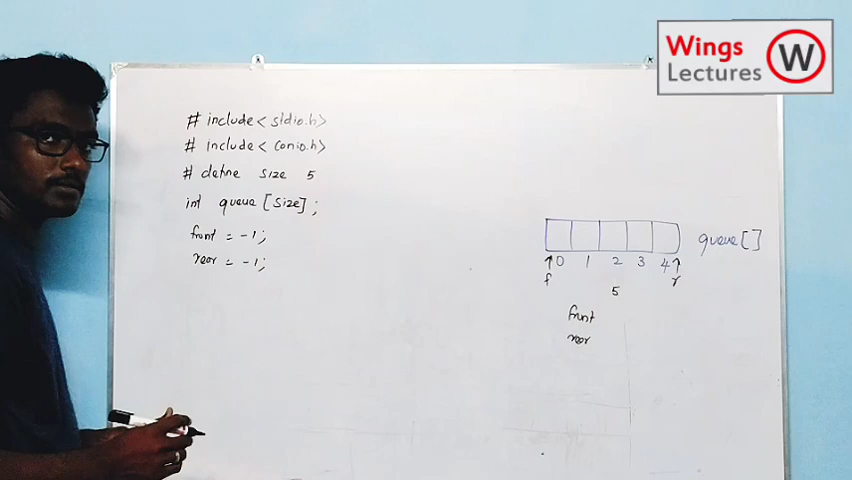 Wings
Lectures
W
# include< stdio.h>
# include< conio.h>
# define size 5
int queue [size];
front = -1;
rear = -1;
queue[]
0 1 2 3 4
f r
5
front
rear